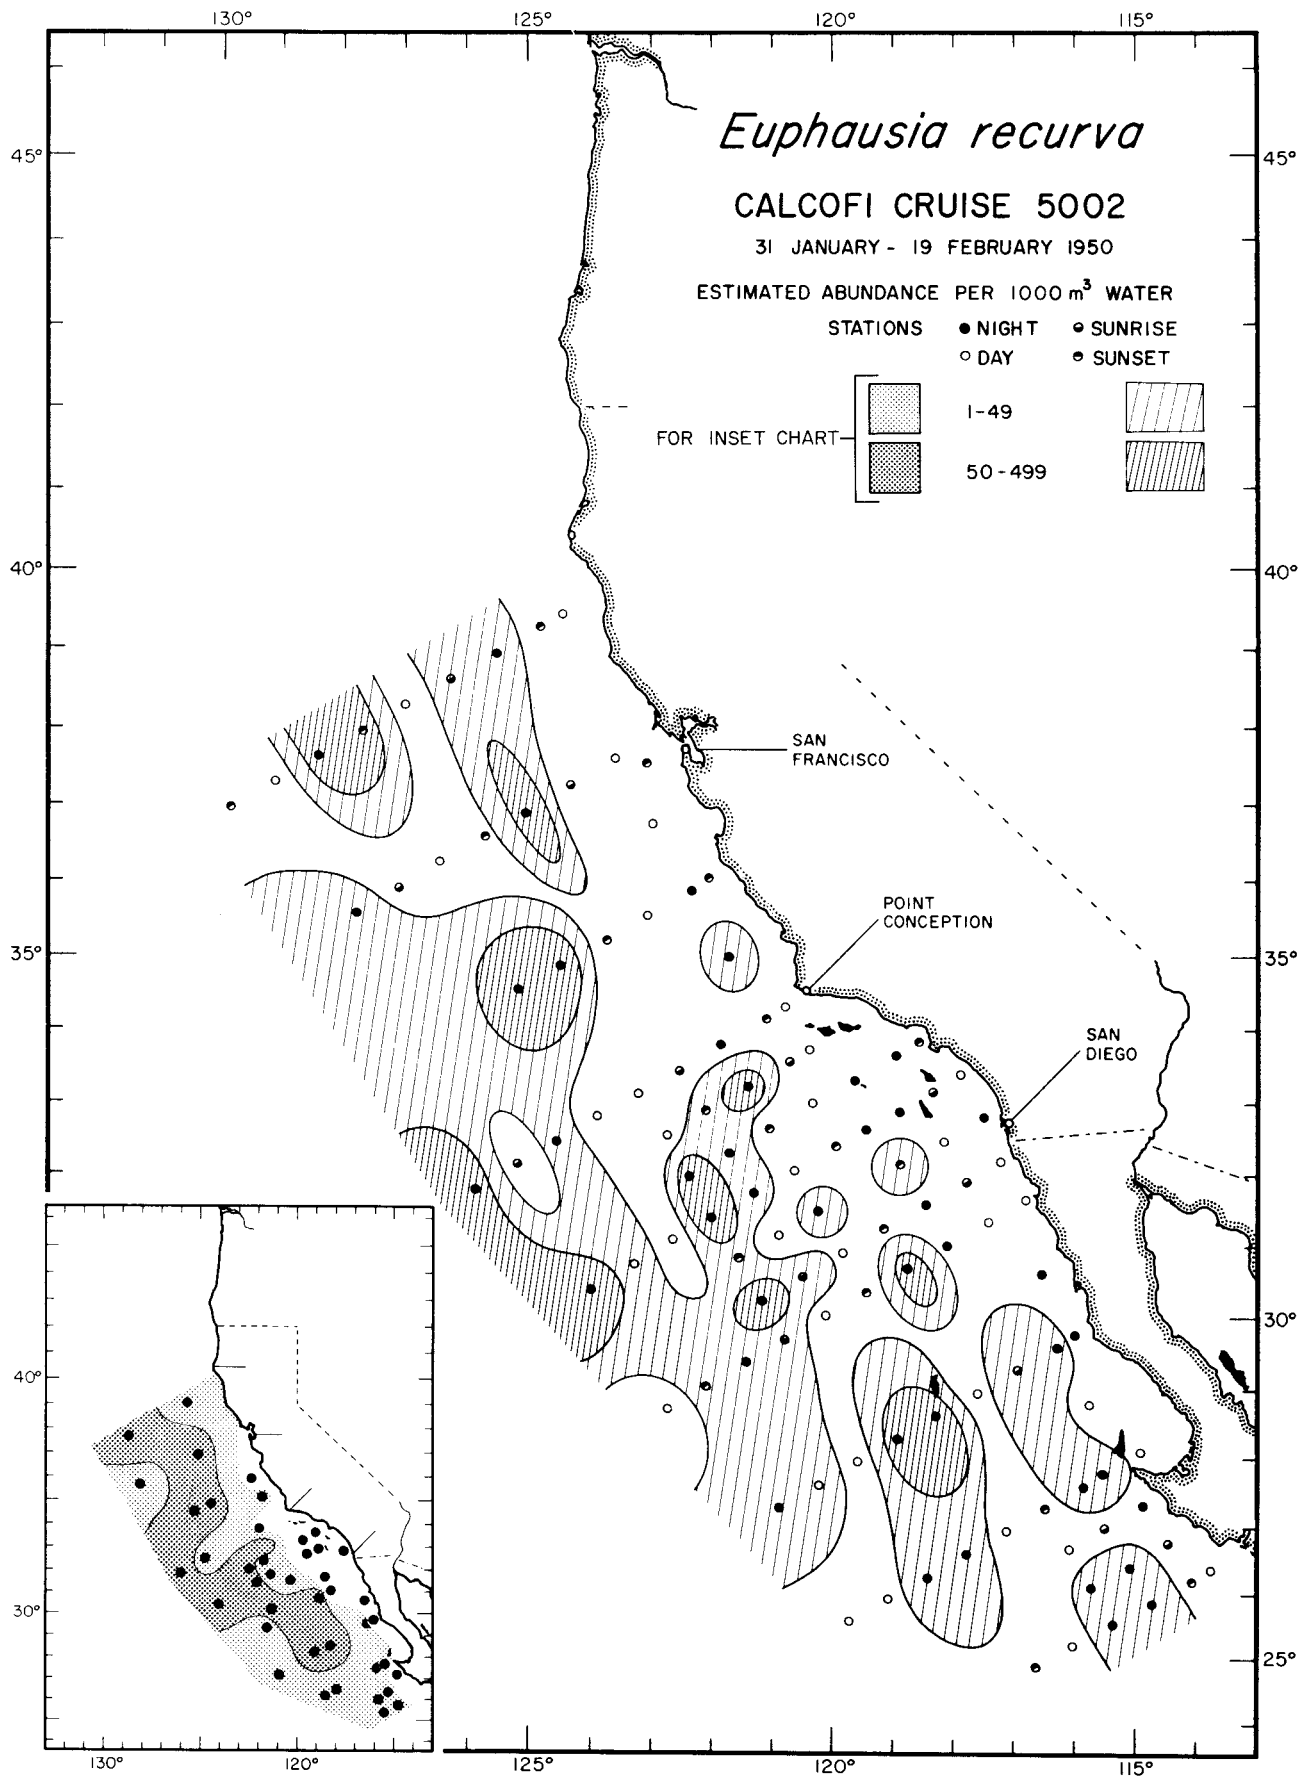 130° 125° 120° 115°
Euphausia recurva
CALCOFI CRUISE 5002
31 JANUARY - 19 FEBRUARY 1950
ESTIMATED ABUNDANCE PER 1000 m³ WATER
STATIONS NIGHT SUNRISE
DAY SUNSET
1-49
FOR INSET CHART
50-499
45° 45°
40° 40°
SAN
FRANCISCO
POINT
CONCEPTION
35° 35°
SAN
DIEGO
30°
40°
30°
25°
130° 120°
125° 120° 115°